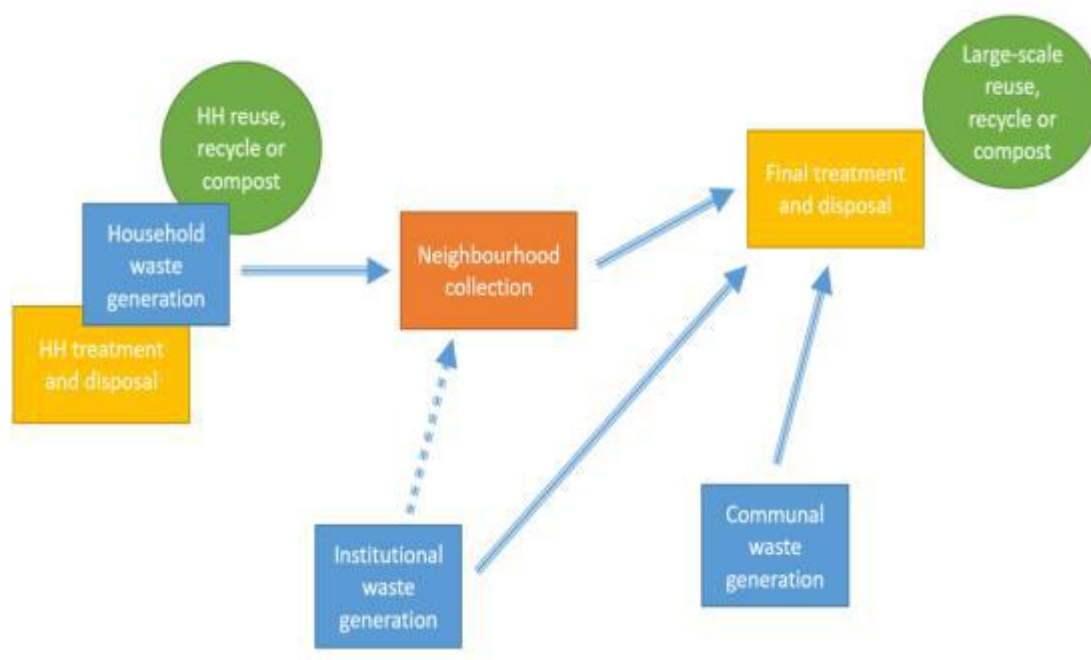 Large-scale
reuse,
recycle or
compost
HH reuse,
recycle or
compost
Final treatment
and disposal
Household
waste
generation
Neighbourhood
collection
HH treatment
and disposal
Communal
waste
generation
Institutional
waste
generation